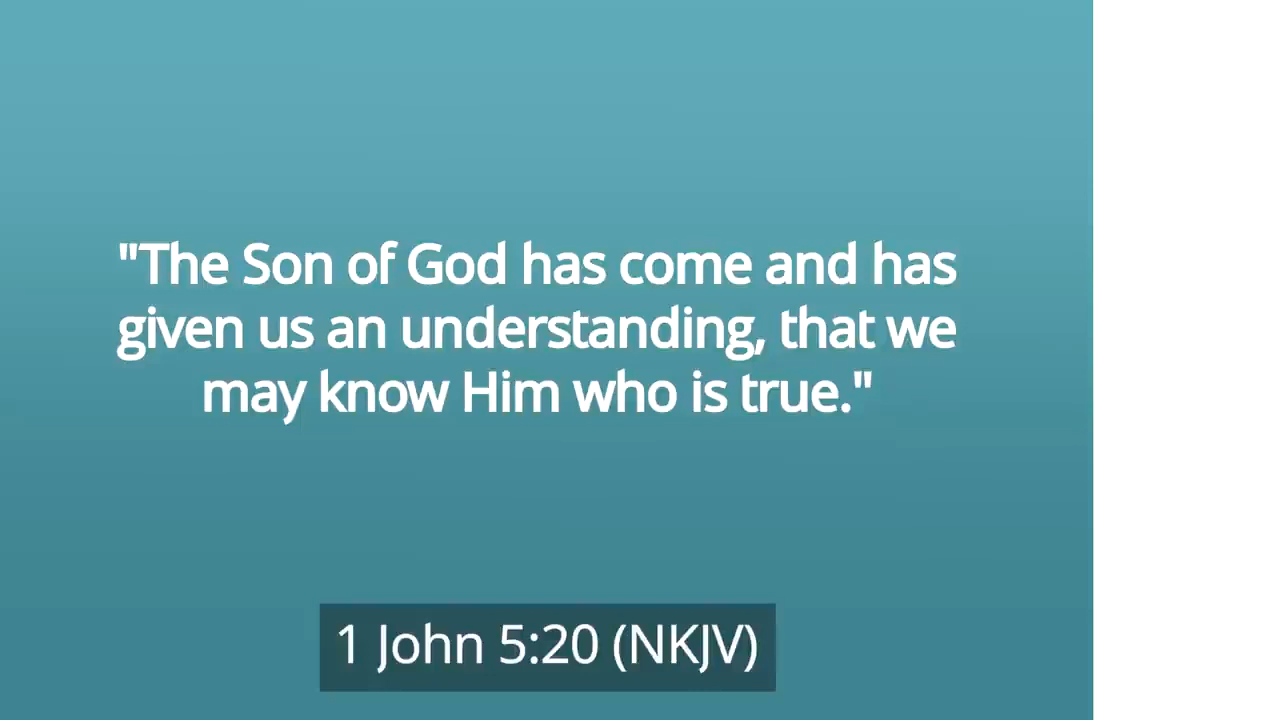 "The Son of God has come and has
given us an understanding, that we
may know Him who is true."
1 John 5:20 (NKJV)